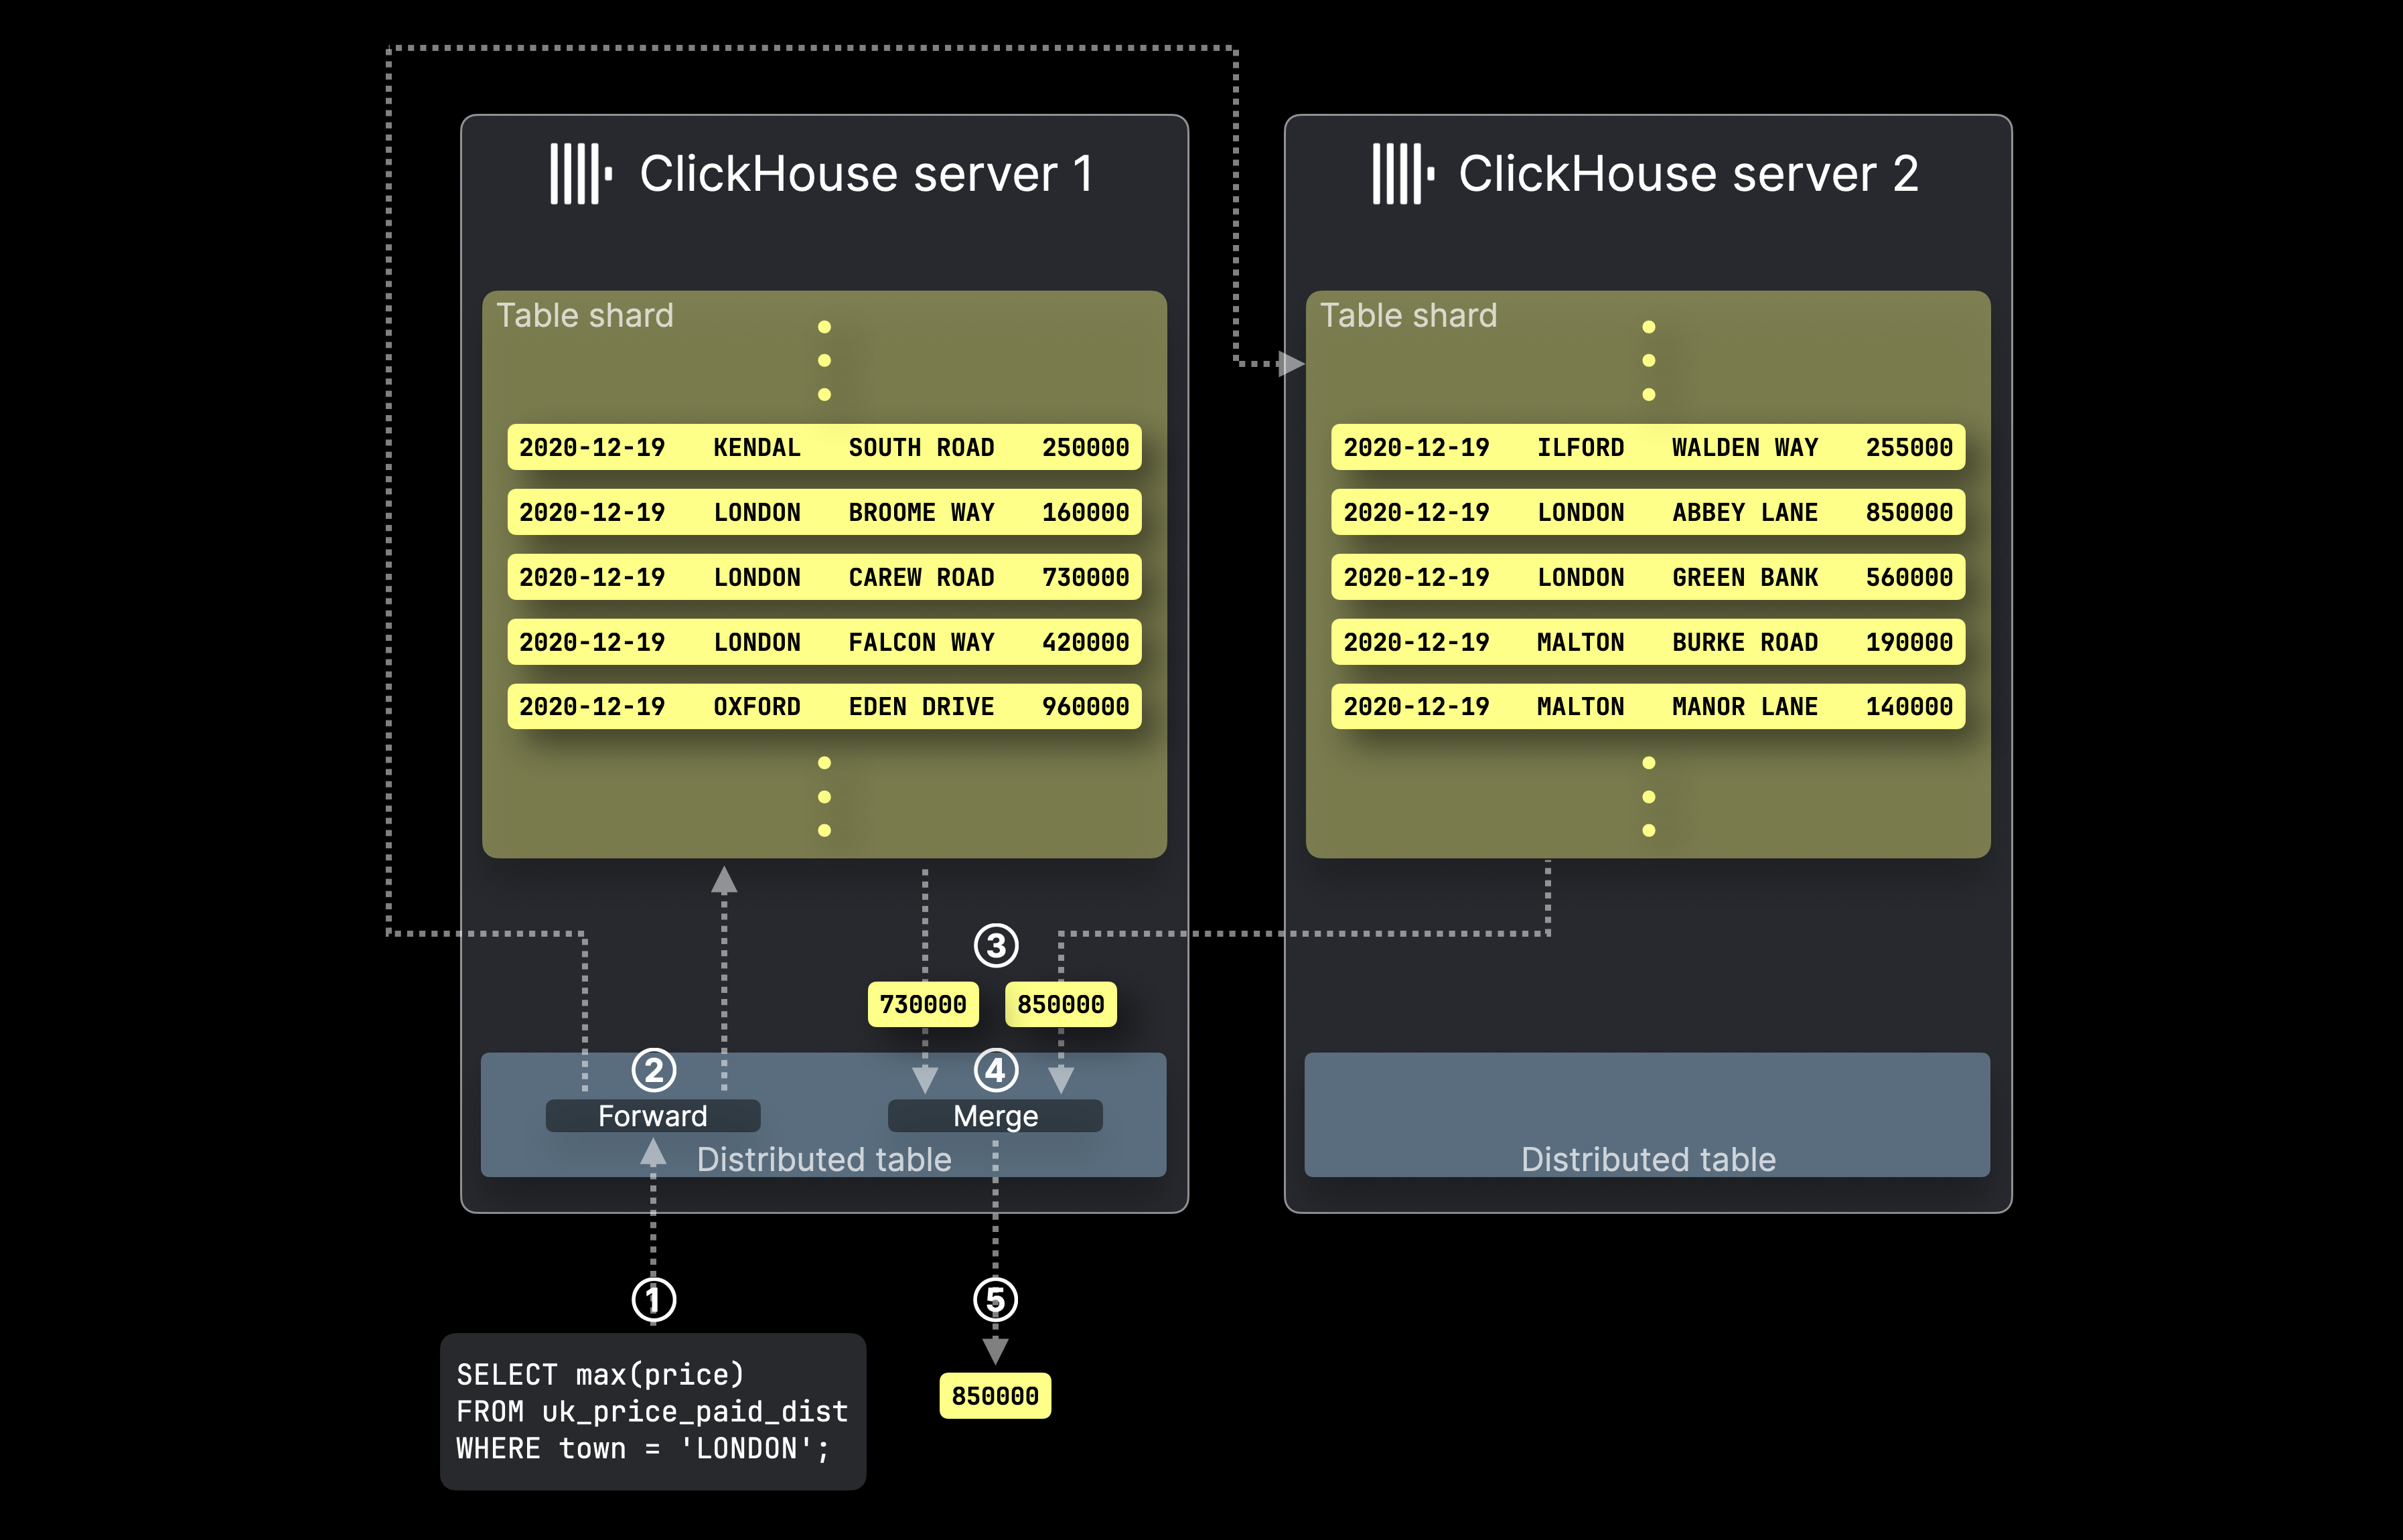 ClickHouse server 1
Table shard
2020-12-19 KENDAL SOUTH ROAD 250000
2020-12-19 LONDON BROOME WAY 160000
2020-12-19 LONDON CAREW ROAD 730000
2020-12-19 LONDON FALCON WAY 420000
2020-12-19 OXFORD EDEN DRIVE 960000
3
730000 850000
2 4
Forward Merge
Distributed table
ClickHouse server 2
Table shard
2020-12-19 ILFORD WALDEN WAY 255000
2020-12-19 LONDON ABBEY LANE 850000
2020-12-19 LONDON GREEN BANK 560000
2020-12-19 MALTON BURKE ROAD 190000
2020-12-19 MALTON MANOR LANE 140000
Distributed table
1
SELECT max(price)
FROM uk_price_paid_dist
WHERE town = 'LONDON';
5
850000